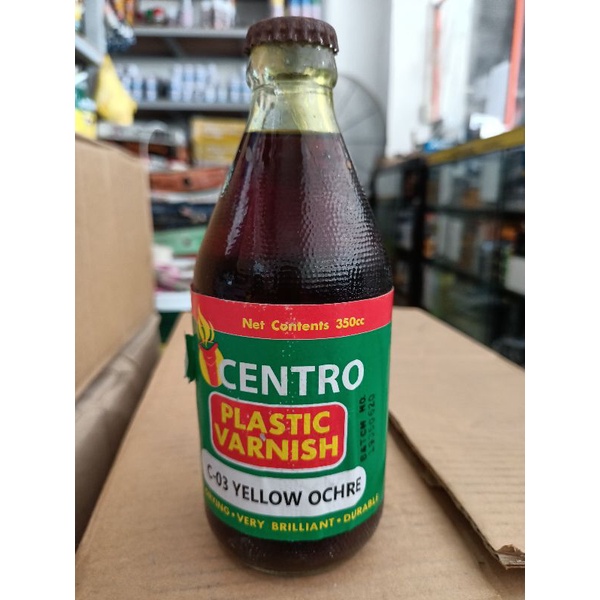 Net Contents 350cc
CENTRO
PLASTIC
VARNISH
BATCH NO.
C-03 YELLOW OCHRE
VERY BRILLIANT • DURABLE